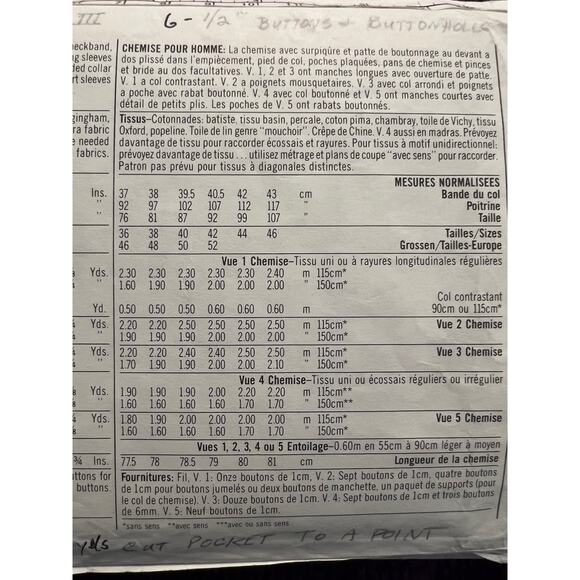 III 6 - 1/2" BUTTONS + BUTTONHOLES
eckband,
g sleeves
ded collar
rt sleeves
CHEMISE POUR HOMME: La chemise avec surpiqûre et patte de boutonnage au devant a
dos plissé dans l'empiècement, pied de col, poches plaquées, pans de chemise et pinces
et bride au dos facultatives. V. 1, 2 et 3 ont manches longues avec ouverture de patte.
V. 1 a col contrastant. V. 2 a poignets mousquetaires. V. 3 avec col arrondi et poignets
a poche avec rabat boutonné. V. 4 avec col boutonné et V. 5 ont manches courtes avec
détail de petits plis. Les poches de V. 5 ont rabats boutonnés.
gingham,
ra fabric
e needed
fabrics.
Tissus–Cotonnades: batiste, tissu basin, percale, coton pima, chambray, toile de Vichy, tissu
Oxford, popeline. Toile de lin genre "mouchoir". Crêpe de Chine. V. 4 aussi en madras. Prévoyez
davantage de tissu pour raccorder écossais et rayures. Pour tissus à motif unidirectionnel:
prévoyez davantage de tissu ... utilisez métrage et plans de coupe "avec sens" pour raccorder.
Patron pas prévu pour tissus à diagonales distinctes.
MESURES NORMALISEES
Ins. 37 38 39.5 40.5 42 43 cm Bande du col
" 92 97 102 107 112 117 " Poitrine
" 76 81 87 92 99 107 " Taille
36 38 40 42 44 46 Tailles/Sizes
46 48 50 52 Grossen/Tailles-Europe
Vue 1 Chemise–Tissu uni ou à rayures longitudinales régulières
Yds. 2.30 2.30 2.30 2.30 2.30 2.40 m 115cm*
" 1.60 1.90 1.90 2.00 2.00 2.00 " 150cm*
Col contrastant
Yd. 0.50 0.50 0.50 0.60 0.60 0.60 m 90cm ou 115cm*
Yds. 2.20 2.20 2.50 2.50 2.50 2.50 m 115cm* Vue 2 Chemise
" 1.90 1.90 1.90 2.00 2.00 2.00 " 150cm*
Yds. 2.20 2.20 2.40 2.40 2.50 2.50 m 115cm* Vue 3 Chemise
" 1.70 1.90 1.90 2.00 2.00 2.10 " 150cm*
Vue 4 Chemise–Tissu uni ou écossais réguliers ou irrégulier
Yds. 1.90 1.90 1.90 2.00 2.20 2.20 m 115cm**
" 1.60 1.60 1.60 1.60 1.70 1.70 " 150cm**
Yds. 1.80 1.90 2.00 2.00 2.00 2.00 m 115cm* Vue 5 Chemise
" 1.60 1.60 1.60 1.60 1.70 1.70 " 150cm*
Vues 1, 2, 3, 4 ou 5 Entoilage–0.60m en 55cm à 90cm léger à moyen
¾ Ins. 77.5 78 78.5 79 80 81 cm Longueur de la chemise
uttons for
buttons.
Fournitures: Fil, V. 1: Onze boutons de 1cm, V. 2: Sept boutons de 1cm, quatre boutons
de 1cm pour boutons jumelés ou deux boutons de manchette, un paquet de supports (pour
le col de chemise). V. 3: Douze boutons de 1cm. V. 4: Sept boutons de 1cm et trois boutons
de 6mm. V. 5: Neuf boutons de 1cm.
*sans sens **avec sens ***avec ou sans sens
yds CUT POCKET TO A POINT